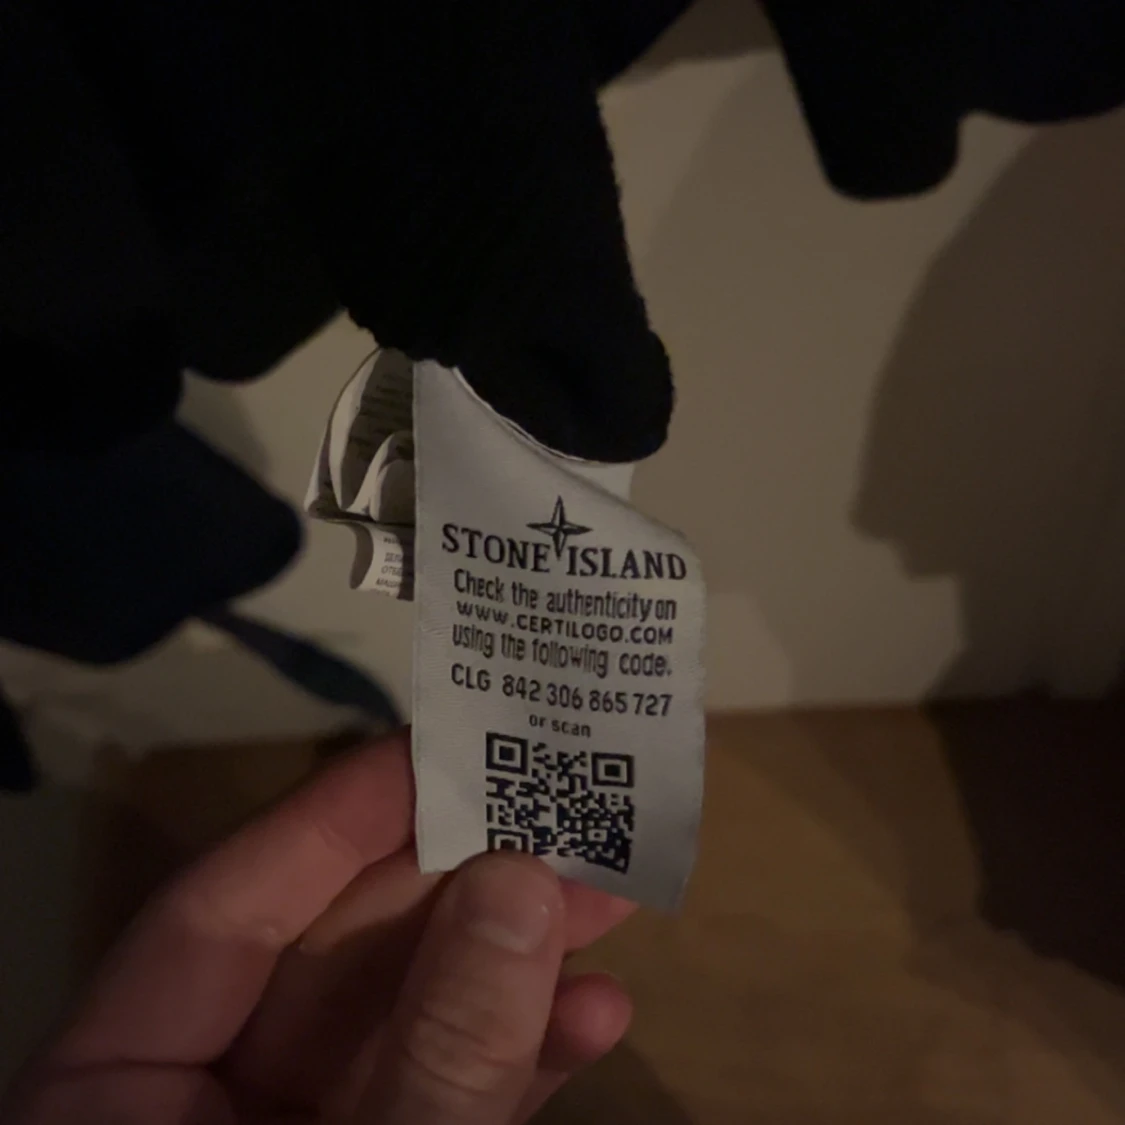 STONE ISLAND
Check the authenticity on
www.CERTILOGO.COM
using the following code.
CLG 842 306 865 727
or scan